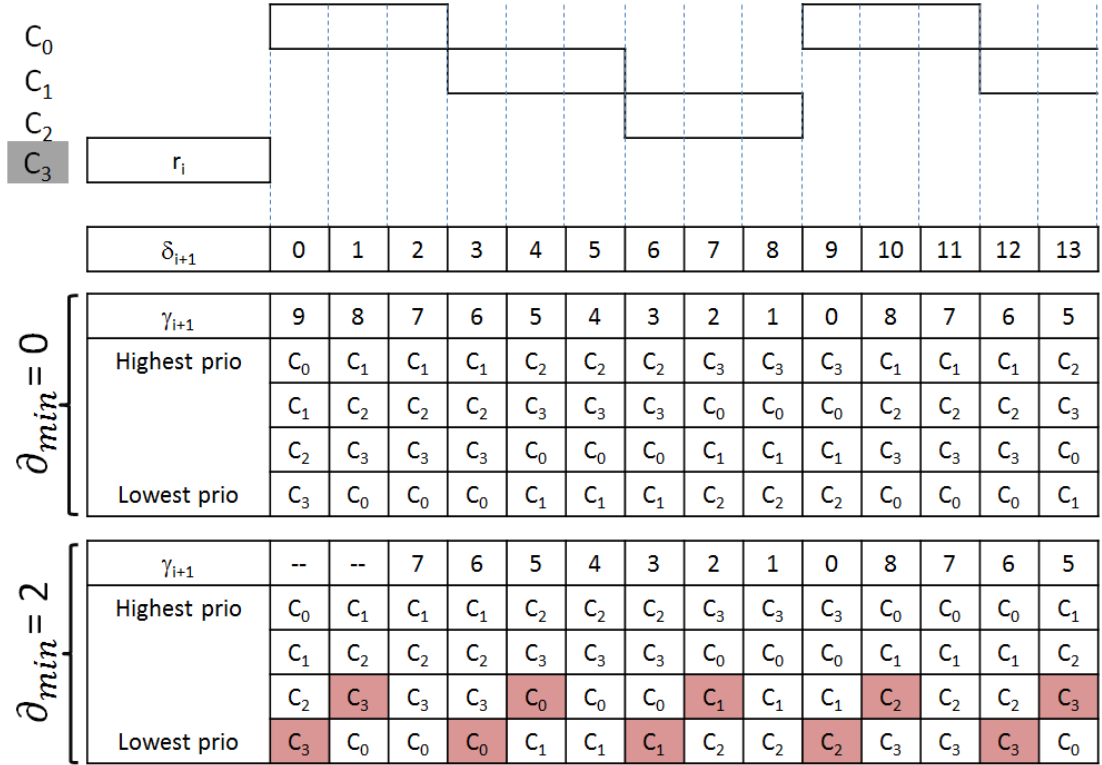 C0
C1
C2
C3 ri
δi+1 0 1 2 3 4 5 6 7 8 9 10 11 12 13
∂min = 0
γi+1 9 8 7 6 5 4 3 2 1 0 8 7 6 5
Highest prio C0 C1 C1 C1 C2 C2 C2 C3 C3 C3 C1 C1 C1 C2
C1 C2 C2 C2 C3 C3 C3 C0 C0 C0 C2 C2 C2 C3
C2 C3 C3 C3 C0 C0 C0 C1 C1 C1 C3 C3 C3 C0
Lowest prio C3 C0 C0 C0 C1 C1 C1 C2 C2 C2 C0 C0 C0 C1
∂min = 2
γi+1 -- -- 7 6 5 4 3 2 1 0 8 7 6 5
Highest prio C0 C1 C1 C1 C2 C2 C2 C3 C3 C3 C0 C0 C0 C1
C1 C2 C2 C2 C3 C3 C3 C0 C0 C0 C1 C1 C1 C2
C2 C3 C3 C3 C0 C0 C0 C1 C1 C1 C2 C2 C2 C3
Lowest prio C3 C0 C0 C0 C1 C1 C1 C2 C2 C2 C3 C3 C3 C0